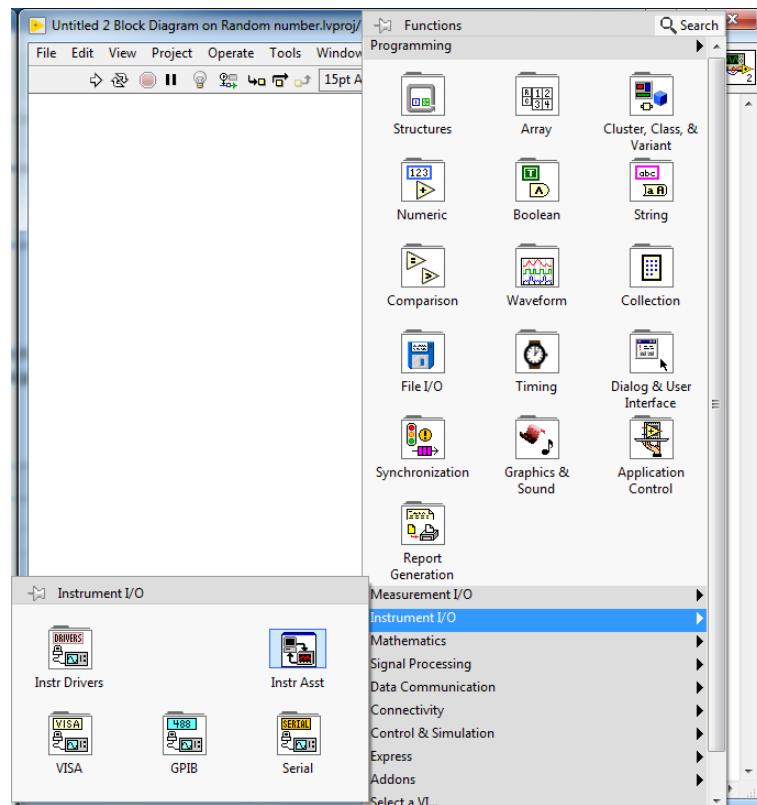 Untitled 2 Block Diagram on Random number.lvproj/
File Edit View Project Operate Tools Window
15pt A
2
Functions
Search
Programming
Structures
Array
Cluster, Class, &
Variant
123
Numeric
Boolean
abc
String
Comparison
Waveform
Collection
File I/O
Timing
Dialog & User
Interface
Synchronization
Graphics &
Sound
Application
Control
Report
Generation
Measurement I/O
Instrument I/O
Mathematics
Signal Processing
Data Communication
Connectivity
Control & Simulation
Express
Addons
Select a VI...
Instrument I/O
DRIVERS
Instr Drivers
Instr Asst
VISA
VISA
488
GPIB
SERIAL
Serial